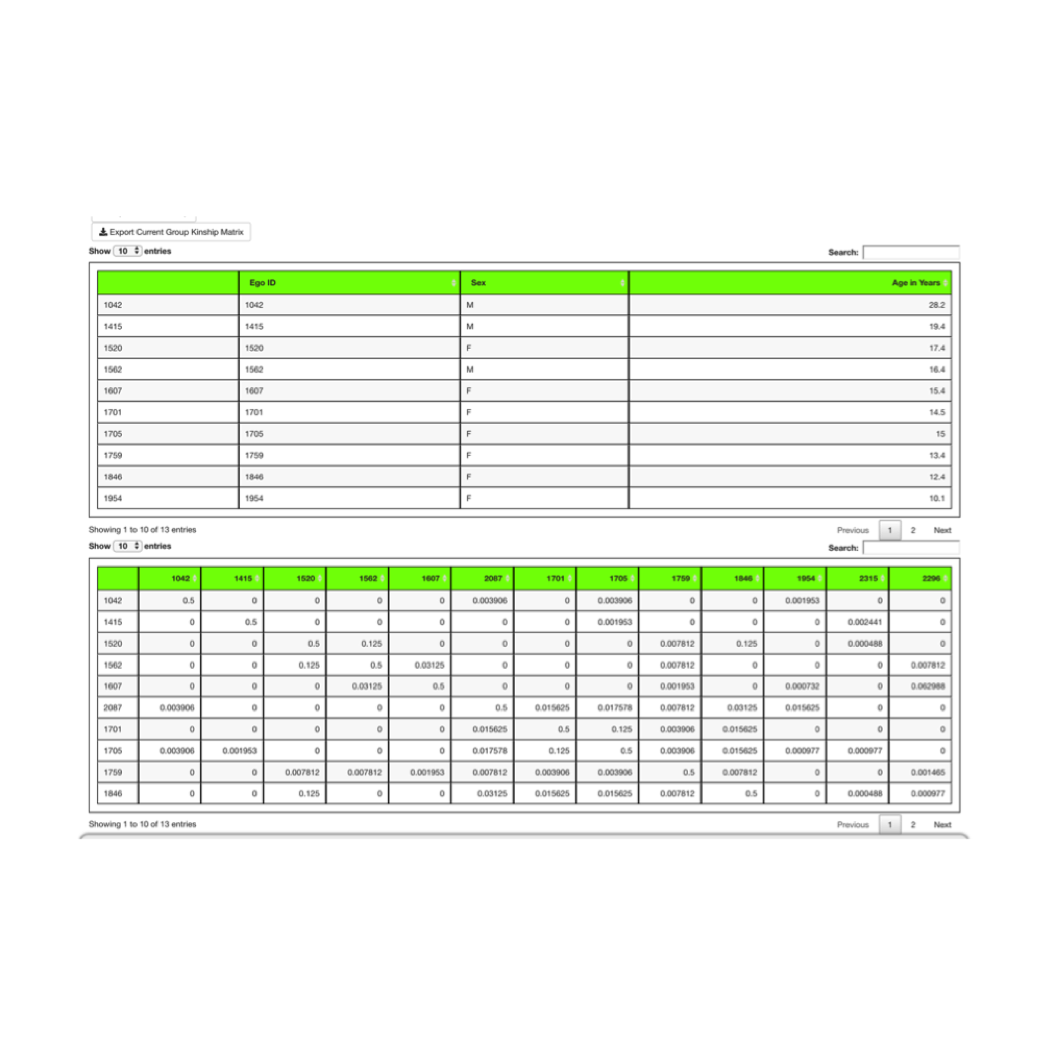 Export Current Group Kinship Matrix
Show 10 entries Search:
Ego ID Sex Age in Years
1042 1042 M 28.2
1415 1415 M 19.4
1520 1520 F 17.4
1562 1562 M 16.4
1607 1607 F 15.4
1701 1701 F 14.5
1705 1705 F 15
1759 1759 F 13.4
1846 1846 F 12.4
1954 1954 F 10.1
Showing 1 to 10 of 13 entries Previous 1 2 Next
Show 10 entries Search:
1042 1415 1520 1562 1607 2087 1701 1705 1759 1846 1954 2315 2296
1042 0.5 0 0 0 0 0.003906 0 0.003906 0 0 0.001953 0 0
1415 0 0.5 0 0 0 0 0 0.001953 0 0 0 0.002441 0
1520 0 0 0.5 0.125 0 0 0 0 0.007812 0.125 0 0.000488 0
1562 0 0 0.125 0.5 0.03125 0 0 0 0.007812 0 0 0 0.007812
1607 0 0 0 0.03125 0.5 0 0 0 0.001953 0 0.000732 0 0.062988
2087 0.003906 0 0 0 0 0.5 0.015625 0.017578 0.007812 0.03125 0.015625 0 0
1701 0 0 0 0 0 0.015625 0.5 0.125 0.003906 0.015625 0 0 0
1705 0.003906 0.001953 0 0 0 0.017578 0.125 0.5 0.003906 0.015625 0.000977 0.000977 0
1759 0 0 0.007812 0.007812 0.001953 0.007812 0.003906 0.003906 0.5 0.007812 0 0 0.001465
1846 0 0 0.125 0 0 0.03125 0.015625 0.015625 0.007812 0.5 0 0.000488 0.000977
Showing 1 to 10 of 13 entries Previous 1 2 Next